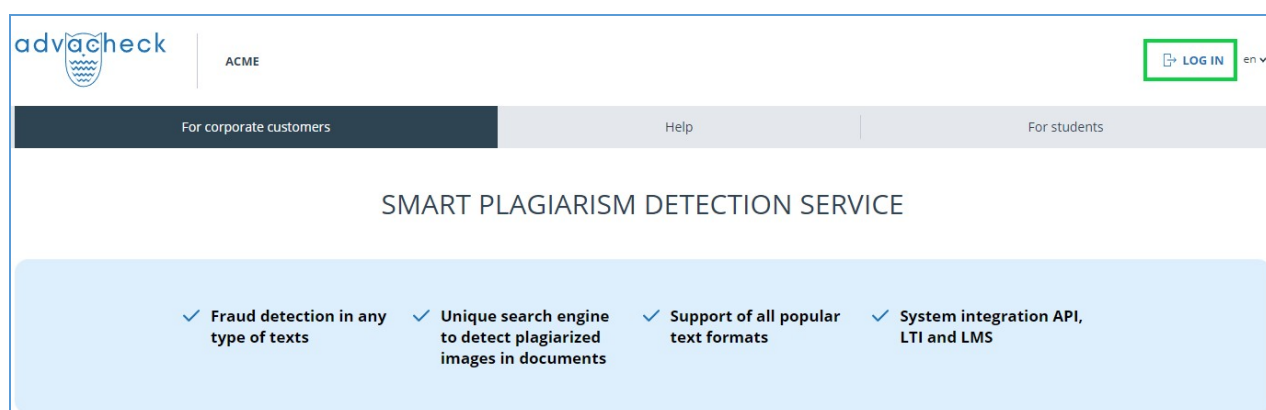 advacheck
ACME
LOG IN
en
For corporate customers
Help
For students
SMART PLAGIARISM DETECTION SERVICE
Fraud detection in any
type of texts
Unique search engine
to detect plagiarized
images in documents
Support of all popular
text formats
System integration API,
LTI and LMS